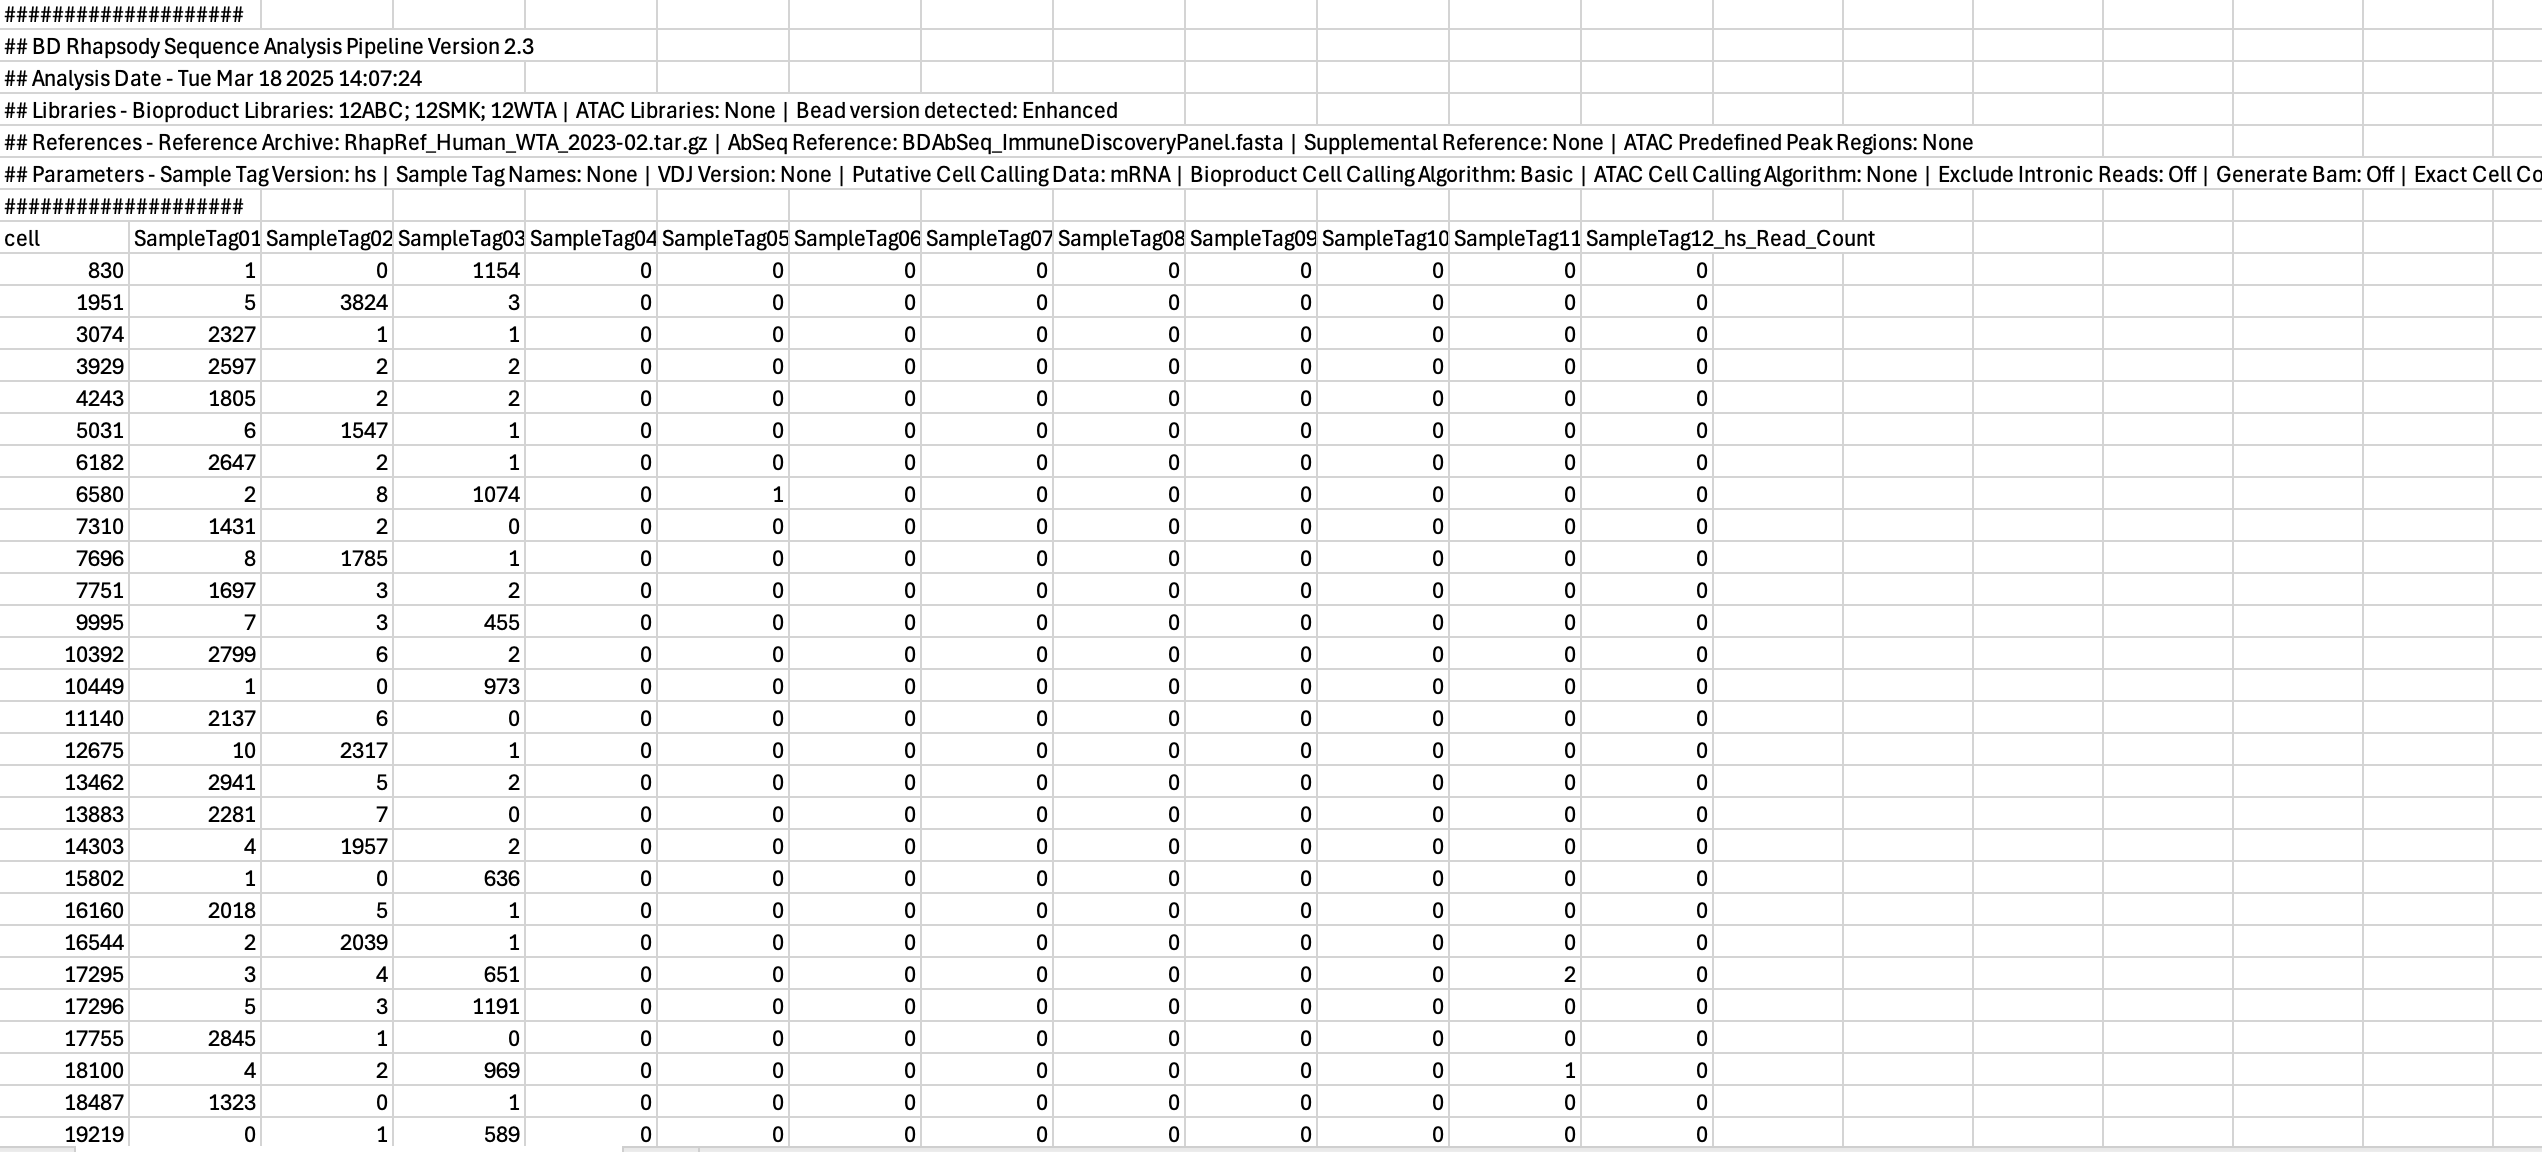 ###################
## BD Rhapsody Sequence Analysis Pipeline Version 2.3
## Analysis Date - Tue Mar 18 2025 14:07:24
## Libraries - Bioproduct Libraries: 12ABC; 12SMK; 12WTA | ATAC Libraries: None | Bead version detected: Enhanced
## References - Reference Archive: RhapRef_Human_WTA_2023-02.tar.gz | AbSeq Reference: BDAbSeq_ImmuneDiscoveryPanel.fasta | Supplemental Reference: None | ATAC Predefined Peak Regions: None
## Parameters - Sample Tag Version: hs | Sample Tag Names: None | VDJ Version: None | Putative Cell Calling Data: mRNA | Bioproduct Cell Calling Algorithm: Basic | ATAC Cell Calling Algorithm: None | Exclude Intronic Reads: Off | Generate Bam: Off | Exact Cell Co
###################
cell SampleTag01 SampleTag02 SampleTag03 SampleTag04 SampleTag05 SampleTag06 SampleTag07 SampleTag08 SampleTag09 SampleTag10 SampleTag11 SampleTag12_hs_Read_Count
830 1 0 1154 0 0 0 0 0 0 0 0 0
1951 5 3824 3 0 0 0 0 0 0 0 0 0
3074 2327 1 1 0 0 0 0 0 0 0 0 0
3929 2597 2 2 0 0 0 0 0 0 0 0 0
4243 1805 2 2 0 0 0 0 0 0 0 0 0
5031 6 1547 1 0 0 0 0 0 0 0 0 0
6182 2647 2 1 0 0 0 0 0 0 0 0 0
6580 2 8 1074 0 1 0 0 0 0 0 0 0
7310 1431 2 0 0 0 0 0 0 0 0 0 0
7696 8 1785 1 0 0 0 0 0 0 0 0 0
7751 1697 3 2 0 0 0 0 0 0 0 0 0
9995 7 3 455 0 0 0 0 0 0 0 0 0
10392 2799 6 2 0 0 0 0 0 0 0 0 0
10449 1 0 973 0 0 0 0 0 0 0 0 0
11140 2137 6 0 0 0 0 0 0 0 0 0 0
12675 10 2317 1 0 0 0 0 0 0 0 0 0
13462 2941 5 2 0 0 0 0 0 0 0 0 0
13883 2281 7 0 0 0 0 0 0 0 0 0 0
14303 4 1957 2 0 0 0 0 0 0 0 0 0
15802 1 0 636 0 0 0 0 0 0 0 0 0
16160 2018 5 1 0 0 0 0 0 0 0 0 0
16544 2 2039 1 0 0 0 0 0 0 0 0 0
17295 3 4 651 0 0 0 0 0 0 0 2 0
17296 5 3 1191 0 0 0 0 0 0 0 0 0
17755 2845 1 0 0 0 0 0 0 0 0 0 0
18100 4 2 969 0 0 0 0 0 0 0 1 0
18487 1323 0 1 0 0 0 0 0 0 0 0 0
19219 0 1 589 0 0 0 0 0 0 0 0 0